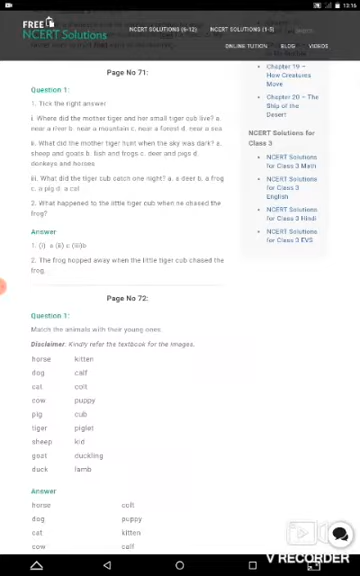 13:16
FREE
NCERT Solutions
NCERT SOLUTIONS (6-12)
NCERT SOLUTIONS (1-5)
ONLINE TUITION
BLOG
VIDEOS
Page No 71:
Question 1:
1. Tick the right answer
i. Where did the mother tiger and her small tiger cub live? a.
near a river b. near a mountain c. near a forest d. near a sea
ii. What did the mother tiger hunt when the sky was dark? a.
sheep and goats b. fish and frogs c. deer and pigs d.
donkeys and horses
iii. What did the tiger cub catch one night? a. a deer b. a frog
c. a pig d. a cat
2. What happened to the little tiger cub when he chased the
frog?
Answer
1. (i) a (ii) c (iii)b
2. The frog hopped away when the little tiger cub chased the
frog.
Page No 72:
Question 1:
Match the animals with their young ones.
Disclaimer: Kindly refer the textbook for the images.
horse kitten
dog calf
cat colt
cow puppy
pig cub
tiger piglet
sheep kid
goat duckling
duck lamb
Answer
horse colt
dog puppy
cat kitten
cow calf
Chapter 19 –
How Creatures
Move
Chapter 20 – The
Ship of the
Desert
NCERT Solutions for
Class 3
NCERT Solutions
for Class 3 Math
NCERT Solutions
for Class 3
English
NCERT Solutions
for Class 3 Hindi
NCERT Solutions
for Class 3 EVS
V RECORDER